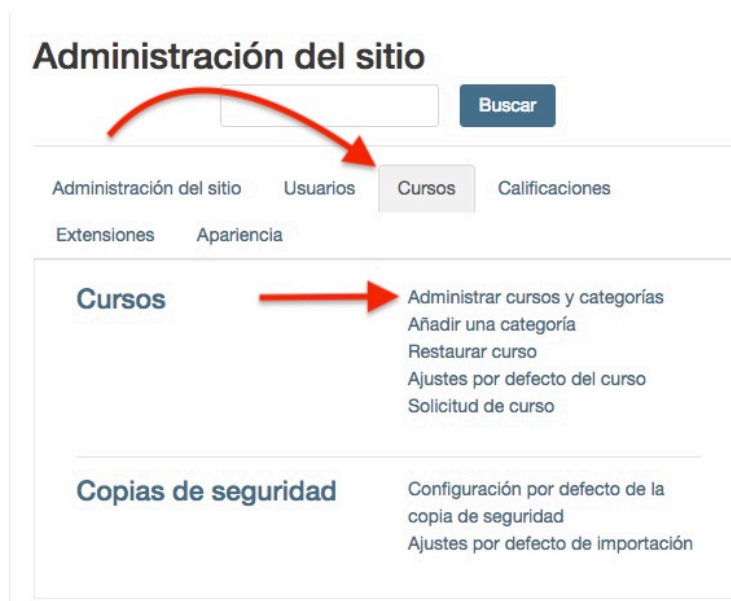 Administración del sitio
Buscar
Administración del sitio Usuarios Cursos Calificaciones
Extensiones Apariencia
Cursos
Administrar cursos y categorías
Añadir una categoría
Restaurar curso
Ajustes por defecto del curso
Solicitud de curso
Copias de seguridad
Configuración por defecto de la
copia de seguridad
Ajustes por defecto de importación